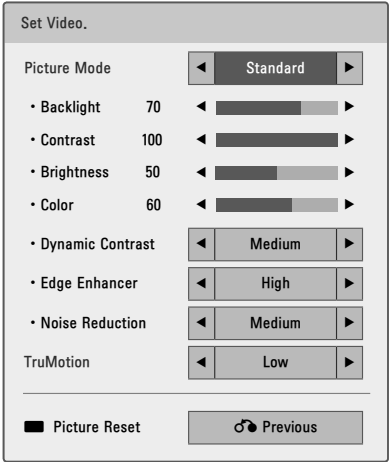 Set Video.
Picture Mode Standard
• Backlight 70
• Contrast 100
• Brightness 50
• Color 60
• Dynamic Contrast Medium
• Edge Enhancer High
• Noise Reduction Medium
TruMotion Low
Picture Reset Previous